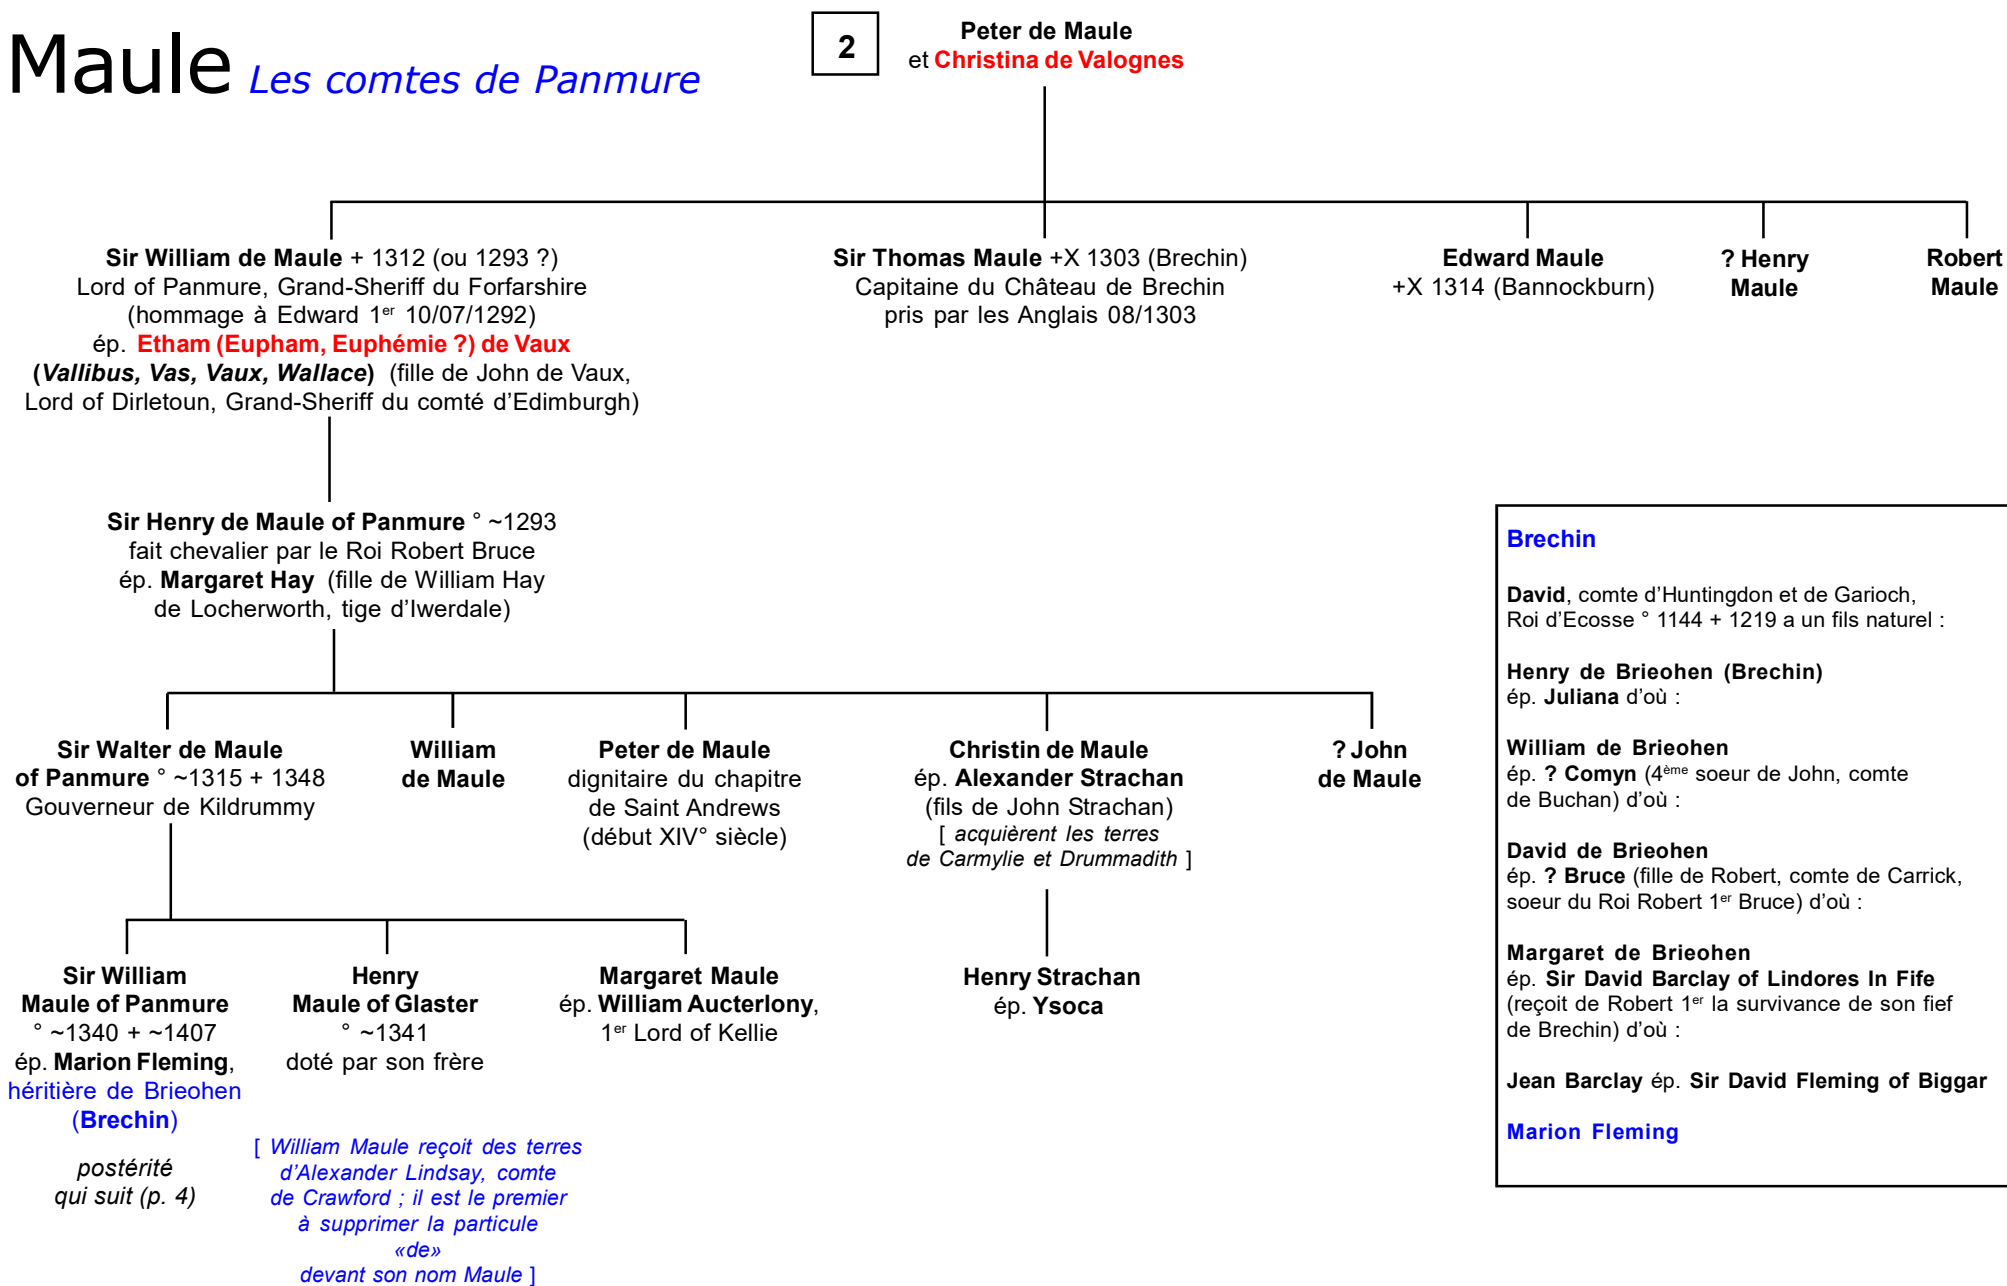 Maule Les comtes de Panmure
2
Peter de Maule
et Christina de Valognes
Sir William de Maule + 1312 (ou 1293 ?)
Lord of Panmure, Grand-Sheriff du Forfarshire
(hommage à Edward 1er 10/07/1292)
ép. Etham (Eupham, Euphémie ?) de Vaux
(Vallibus, Vas, Vaux, Wallace) (fille de John de Vaux,
Lord of Dirletoun, Grand-Sheriff du comté d'Edimburgh)
Sir Thomas Maule +X 1303 (Brechin)
Capitaine du Château de Brechin
pris par les Anglais 08/1303
Edward Maule
+X 1314 (Bannockburn)
? Henry
Maule
Robert
Maule
Sir Henry de Maule of Panmure ° ~1293
fait chevalier par le Roi Robert Bruce
ép. Margaret Hay (fille de William Hay
de Locherworth, tige d'Iwerdale)
Sir Walter de Maule
of Panmure ° ~1315 + 1348
Gouverneur de Kildrummy
William
de Maule
Peter de Maule
dignitaire du chapitre
de Saint Andrews
(début XIV° siècle)
Christin de Maule
ép. Alexander Strachan
(fils de John Strachan)
[ acquièrent les terres
de Carmylie et Drummadith ]
? John
de Maule
Sir William
Maule of Panmure
° ~1340 + ~1407
ép. Marion Fleming,
héritière de Brieohen
(Brechin)
postérité
qui suit (p. 4)
Henry
Maule of Glaster
° ~1341
doté par son frère
[ William Maule reçoit des terres
d'Alexander Lindsay, comte
de Crawford ; il est le premier
à supprimer la particule
«de»
devant son nom Maule ]
Margaret Maule
ép. William Aucterlony,
1er Lord of Kellie
Henry Strachan
ép. Ysoca
Brechin
David, comte d'Huntingdon et de Garioch,
Roi d'Ecosse ° 1144 + 1219 a un fils naturel :
Henry de Brieohen (Brechin)
ép. Juliana d'où :
William de Brieohen
ép. ? Comyn (4ème soeur de John, comte
de Buchan) d'où :
David de Brieohen
ép. ? Bruce (fille de Robert, comte de Carrick,
soeur du Roi Robert 1er Bruce) d'où :
Margaret de Brieohen
ép. Sir David Barclay of Lindores In Fife
(reçoit de Robert 1er la survivance de son fief
de Brechin) d'où :
Jean Barclay ép. Sir David Fleming of Biggar
Marion Fleming